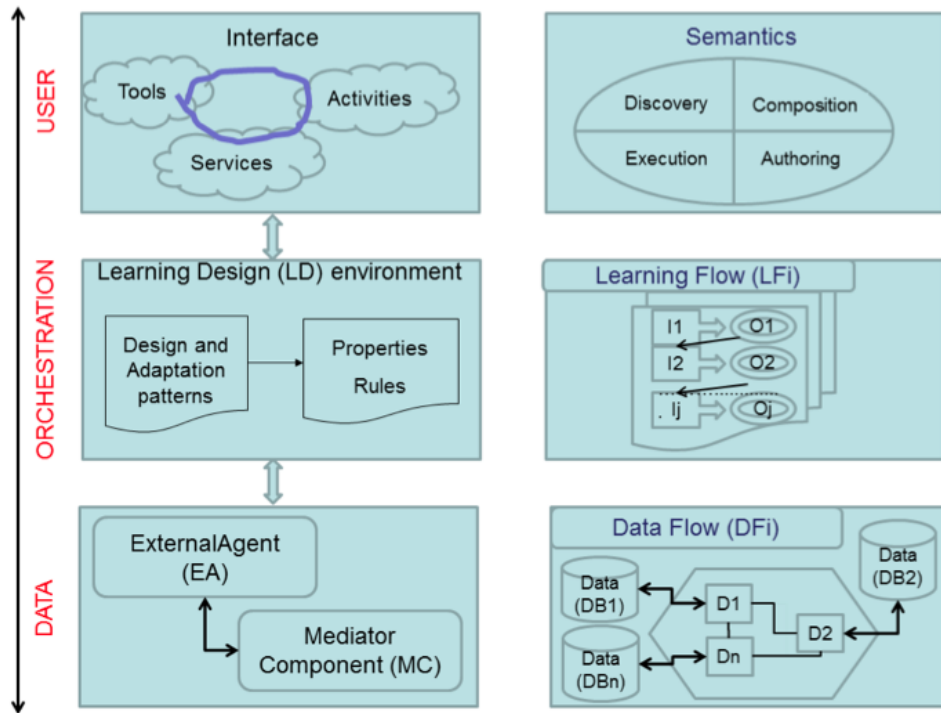 USER
Interface
Tools
Activities
Services
Semantics
Discovery
Composition
Execution
Authoring
ORCHESTRATION
Learning Design (LD) environment
Design and
Adaptation
patterns
Properties
Rules
Learning Flow (LFi)
I1
O1
I2
O2
. Ij
Oj
DATA
ExternalAgent
(EA)
Mediator
Component (MC)
Data Flow (DFi)
Data
(DB1)
Data
(DBn)
D1
Dn
D2
Data
(DB2)